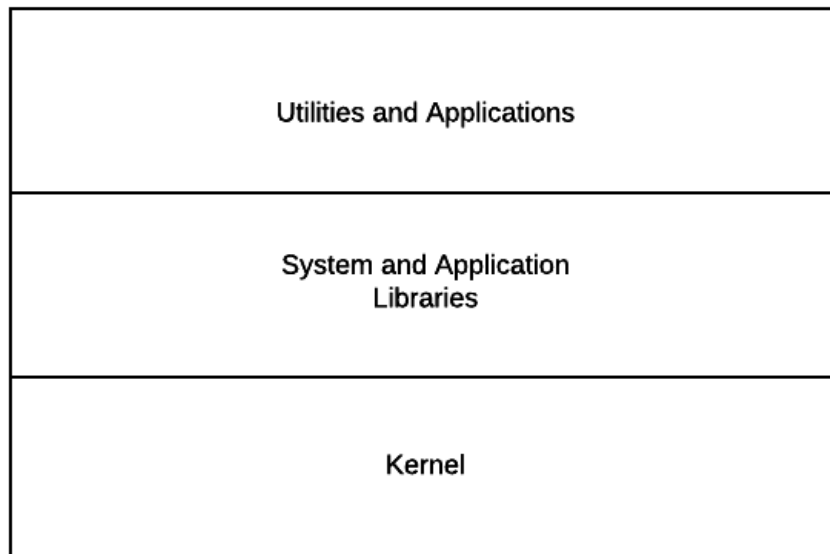 Utilities and Applications
System and Application
Libraries
Kernel